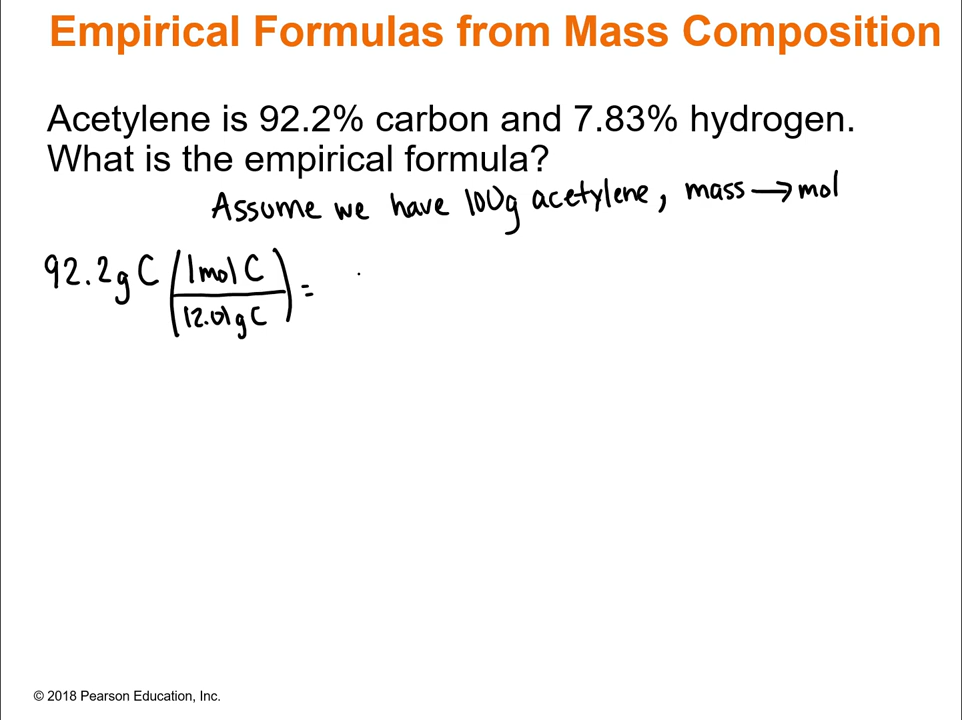 Empirical Formulas from Mass Composition
Acetylene is 92.2% carbon and 7.83% hydrogen.
What is the empirical formula?
Assume we have 100g acetylene, mass → mol
92.2g C (1mol C / 12.01g C) =
© 2018 Pearson Education, Inc.